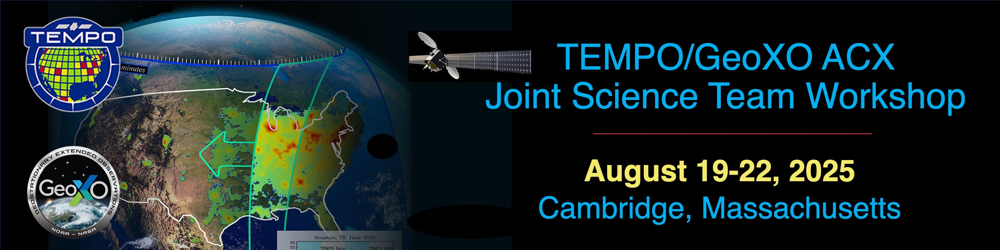 TEMPO
minutes
GEOSTATIONARY EXTENDED OBSERVATIONS
GeoXO
NOAA – NASA
Houston, TX: June 2005
60
55
TEMPO Data
TEMPO Data
TEMPO/GeoXO ACX
Joint Science Team Workshop
August 19-22, 2025
Cambridge, Massachusetts